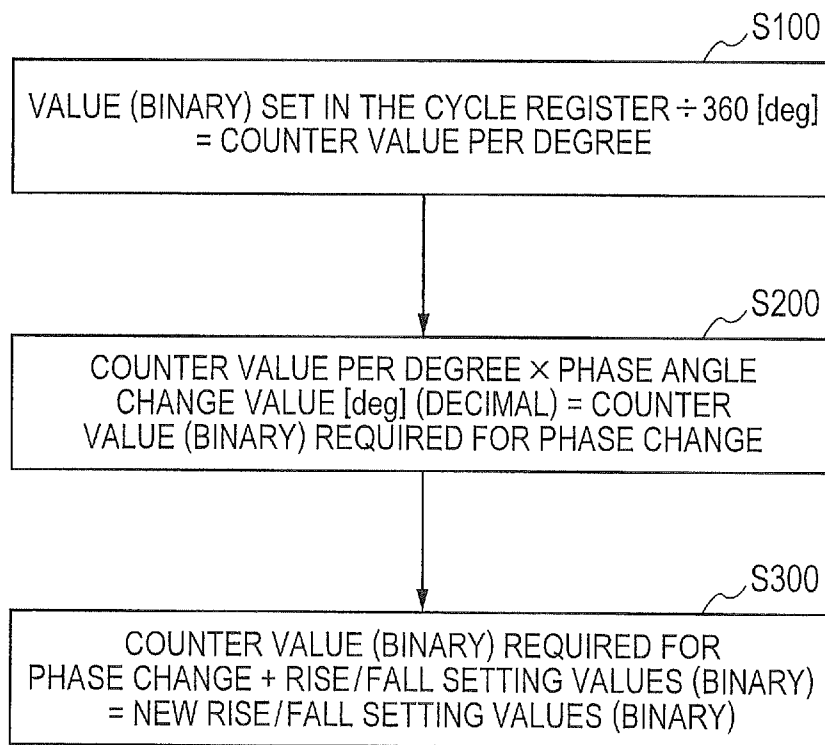 S100
VALUE (BINARY) SET IN THE CYCLE REGISTER ÷ 360 [deg]
= COUNTER VALUE PER DEGREE
S200
COUNTER VALUE PER DEGREE × PHASE ANGLE
CHANGE VALUE [deg] (DECIMAL) = COUNTER
VALUE (BINARY) REQUIRED FOR PHASE CHANGE
S300
COUNTER VALUE (BINARY) REQUIRED FOR
PHASE CHANGE + RISE/FALL SETTING VALUES (BINARY)
= NEW RISE/FALL SETTING VALUES (BINARY)